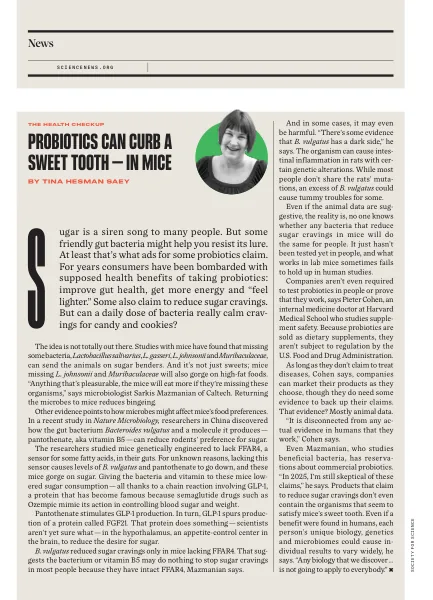 News
SCIENCENEWS.ORG
THE HEALTH CHECKUP
PROBIOTICS CAN CURB A
SWEET TOOTH — IN MICE
BY TINA HESMAN SAEY
Sugar is a siren song to many people. But some
friendly gut bacteria might help you resist its lure.
At least that's what ads for some probiotics claim.
For years consumers have been bombarded with
supposed health benefits of taking probiotics:
improve gut health, get more energy and "feel
lighter." Some also claim to reduce sugar cravings.
But can a daily dose of bacteria really calm crav-
ings for candy and cookies?
The idea is not totally out there. Studies with mice have found that missing
some bacteria, Lactobacillus salivarius, L. gasseri, L. johnsonii and Muribaculaceae,
can send the animals on sugar benders. And it's not just sweets; mice
missing L. johnsonii and Muribaculaceae will also gorge on high-fat foods.
"Anything that's pleasurable, the mice will eat more if they're missing these
organisms," says microbiologist Sarkis Mazmanian of Caltech. Returning
the microbes to mice reduces bingeing.
Other evidence points to how microbes might affect mice's food preferences.
In a recent study in Nature Microbiology, researchers in China discovered
how the gut bacterium Bacteroides vulgatus and a molecule it produces —
pantothenate, aka vitamin B5 — can reduce rodents' preference for sugar.
The researchers studied mice genetically engineered to lack FFAR4, a
sensor for some fatty acids, in their guts. For unknown reasons, lacking this
sensor causes levels of B. vulgatus and pantothenate to go down, and these
mice gorge on sugar. Giving the bacteria and vitamin to these mice low-
ered sugar consumption — all thanks to a chain reaction involving GLP-1,
a protein that has become famous because semaglutide drugs such as
Ozempic mimic its action in controlling blood sugar and weight.
Pantothenate stimulates GLP-1 production. In turn, GLP-1 spurs produc-
tion of a protein called FGF21. That protein does something — scientists
aren't yet sure what — in the hypothalamus, an appetite-control center in
the brain, to reduce the desire for sugar.
B. vulgatus reduced sugar cravings only in mice lacking FFAR4. That sug-
gests the bacterium or vitamin B5 may do nothing to stop sugar cravings
in most people because they have intact FFAR4, Mazmanian says.
And in some cases, it may even
be harmful. "There's some evidence
that B. vulgatus has a dark side," he
says. The organism can cause intes-
tinal inflammation in rats with cer-
tain genetic alterations. While most
people don't share the rats' muta-
tions, an excess of B. vulgatus could
cause tummy troubles for some.
Even if the animal data are sug-
gestive, the reality is, no one knows
whether any bacteria that reduce
sugar cravings in mice will do
the same for people. It just hasn't
been tested yet in people, and what
works in lab mice sometimes fails
to hold up in human studies.
Companies aren't even required
to test probiotics in people or prove
that they work, says Pieter Cohen, an
internal medicine doctor at Harvard
Medical School who studies supple-
ment safety. Because probiotics are
sold as dietary supplements, they
aren't subject to regulation by the
U.S. Food and Drug Administration.
As long as they don't claim to treat
diseases, Cohen says, companies
can market their products as they
choose, though they do need some
evidence to back up their claims.
That evidence? Mostly animal data.
"It is disconnected from any ac-
tual evidence in humans that they
work," Cohen says.
Even Mazmanian, who studies
beneficial bacteria, has reserva-
tions about commercial probiotics.
"In 2025, I'm still skeptical of these
claims," he says. Products that claim
to reduce sugar cravings don't even
contain the organisms that seem to
satisfy mice's sweet tooth. Even if a
benefit were found in humans, each
person's unique biology, genetics
and microbiomes could cause in-
dividual results to vary widely, he
says. "Any biology that we discover ...
is not going to apply to everybody."
SOCIETY FOR SCIENCE